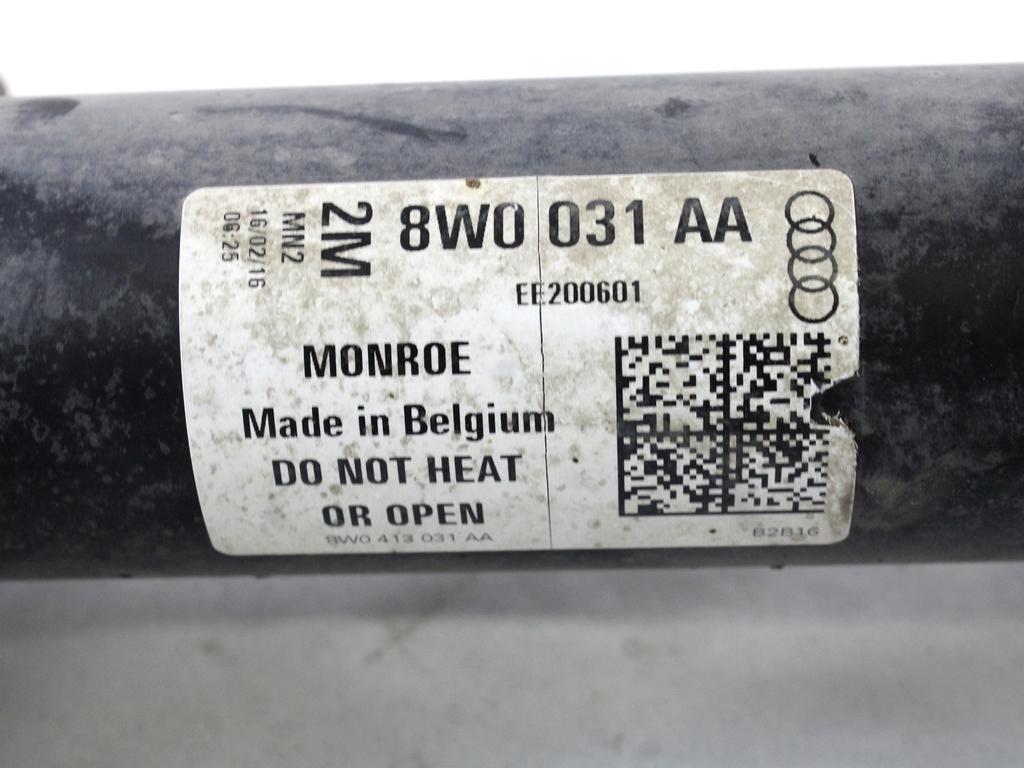 8W0 031 AA
2M
MN2
16/02/16
06:25
EE200601
MONROE
Made in Belgium
DO NOT HEAT
OR OPEN
8W0 413 031 AA
B2B16